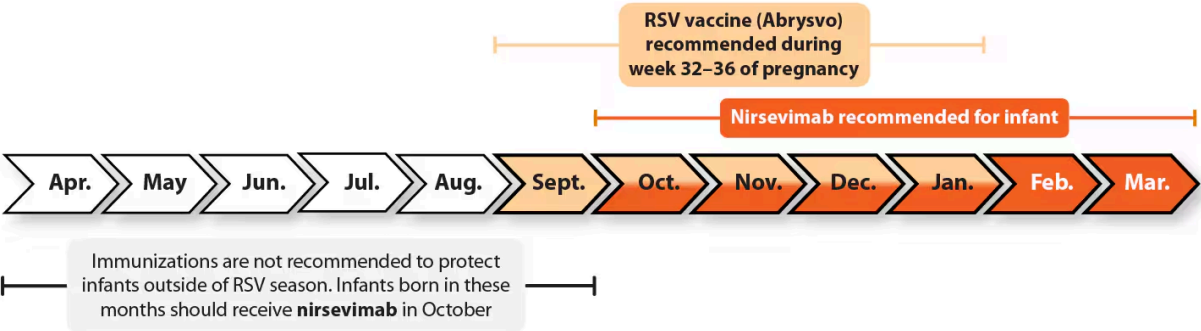 RSV vaccine (Abrysvo)
recommended during
week 32–36 of pregnancy
Nirsevimab recommended for infant
Apr.
May
Jun.
Jul.
Aug.
Sept.
Oct.
Nov.
Dec.
Jan.
Feb.
Mar.
Immunizations are not recommended to protect
infants outside of RSV season. Infants born in these
months should receive nirsevimab in October